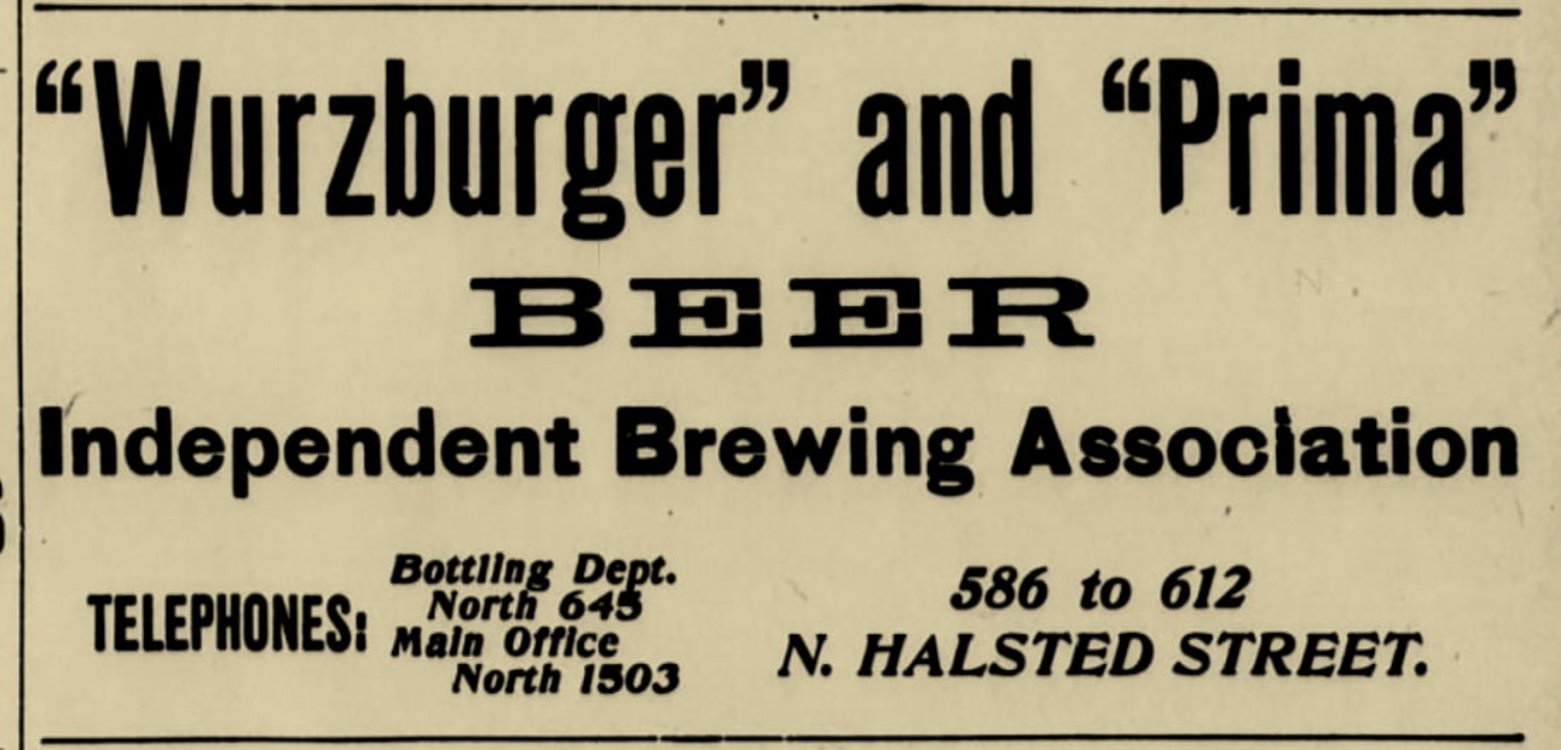 “Wurzburger” and “Prima”
BEER
Independent Brewing Association
TELEPHONES:
Bottling Dept.
North 645
Main Office
North 1503
586 to 612
N. HALSTED STREET.